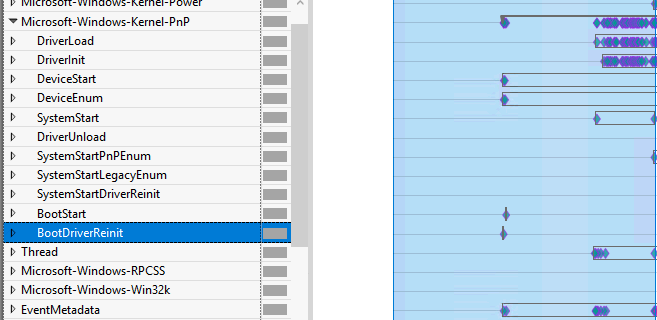 Microsoft-Windows-Kernel-Power
Microsoft-Windows-Kernel-PnP
DriverLoad
DriverInit
DeviceStart
DeviceEnum
SystemStart
DriverUnload
SystemStartPnPEnum
SystemStartLegacyEnum
SystemStartDriverReinit
BootStart
BootDriverReinit
Thread
Microsoft-Windows-RPCSS
Microsoft-Windows-Win32k
EventMetadata